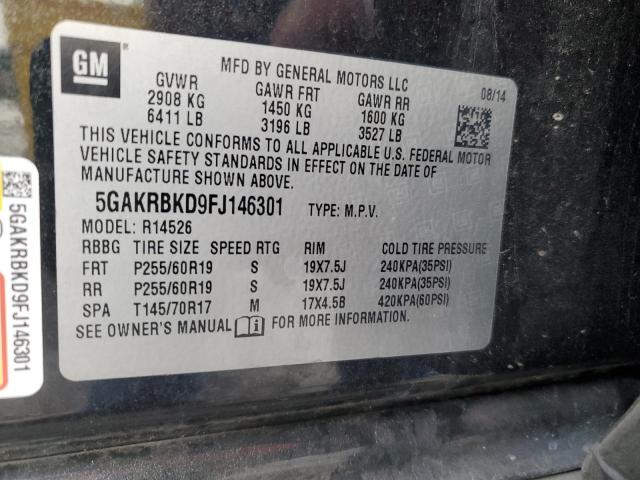 GM
MFD BY GENERAL MOTORS LLC
GVWR GAWR FRT GAWR RR 08/14
2908 KG 1450 KG 1600 KG
6411 LB 3196 LB 3527 LB
THIS VEHICLE CONFORMS TO ALL APPLICABLE U.S. FEDERAL MOTOR
VEHICLE SAFETY STANDARDS IN EFFECT ON THE DATE OF
MANUFACTURE SHOWN ABOVE.
5GAKRBKD9FJ146301 TYPE: M.P.V.
MODEL: R14526
RBBG TIRE SIZE SPEED RTG RIM COLD TIRE PRESSURE
FRT P255/60R19 S 19X7.5J 240KPA(35PSI)
RR P255/60R19 S 19X7.5J 240KPA(35PSI)
SPA T145/70R17 M 17X4.5B 420KPA(60PSI)
SEE OWNER'S MANUAL FOR MORE INFORMATION.
5GAKRBKD9FJ146301